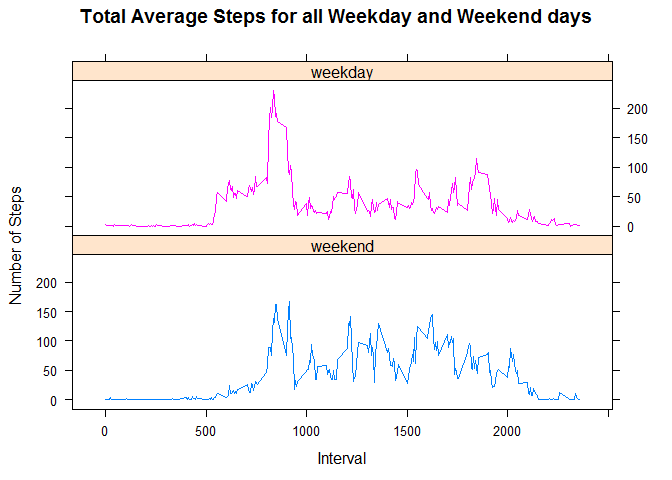 Total Average Steps for all Weekday and Weekend days
weekday
200
150
100
50
0
Number of Steps
weekend
200
150
100
50
0
0 500 1000 1500 2000
Interval